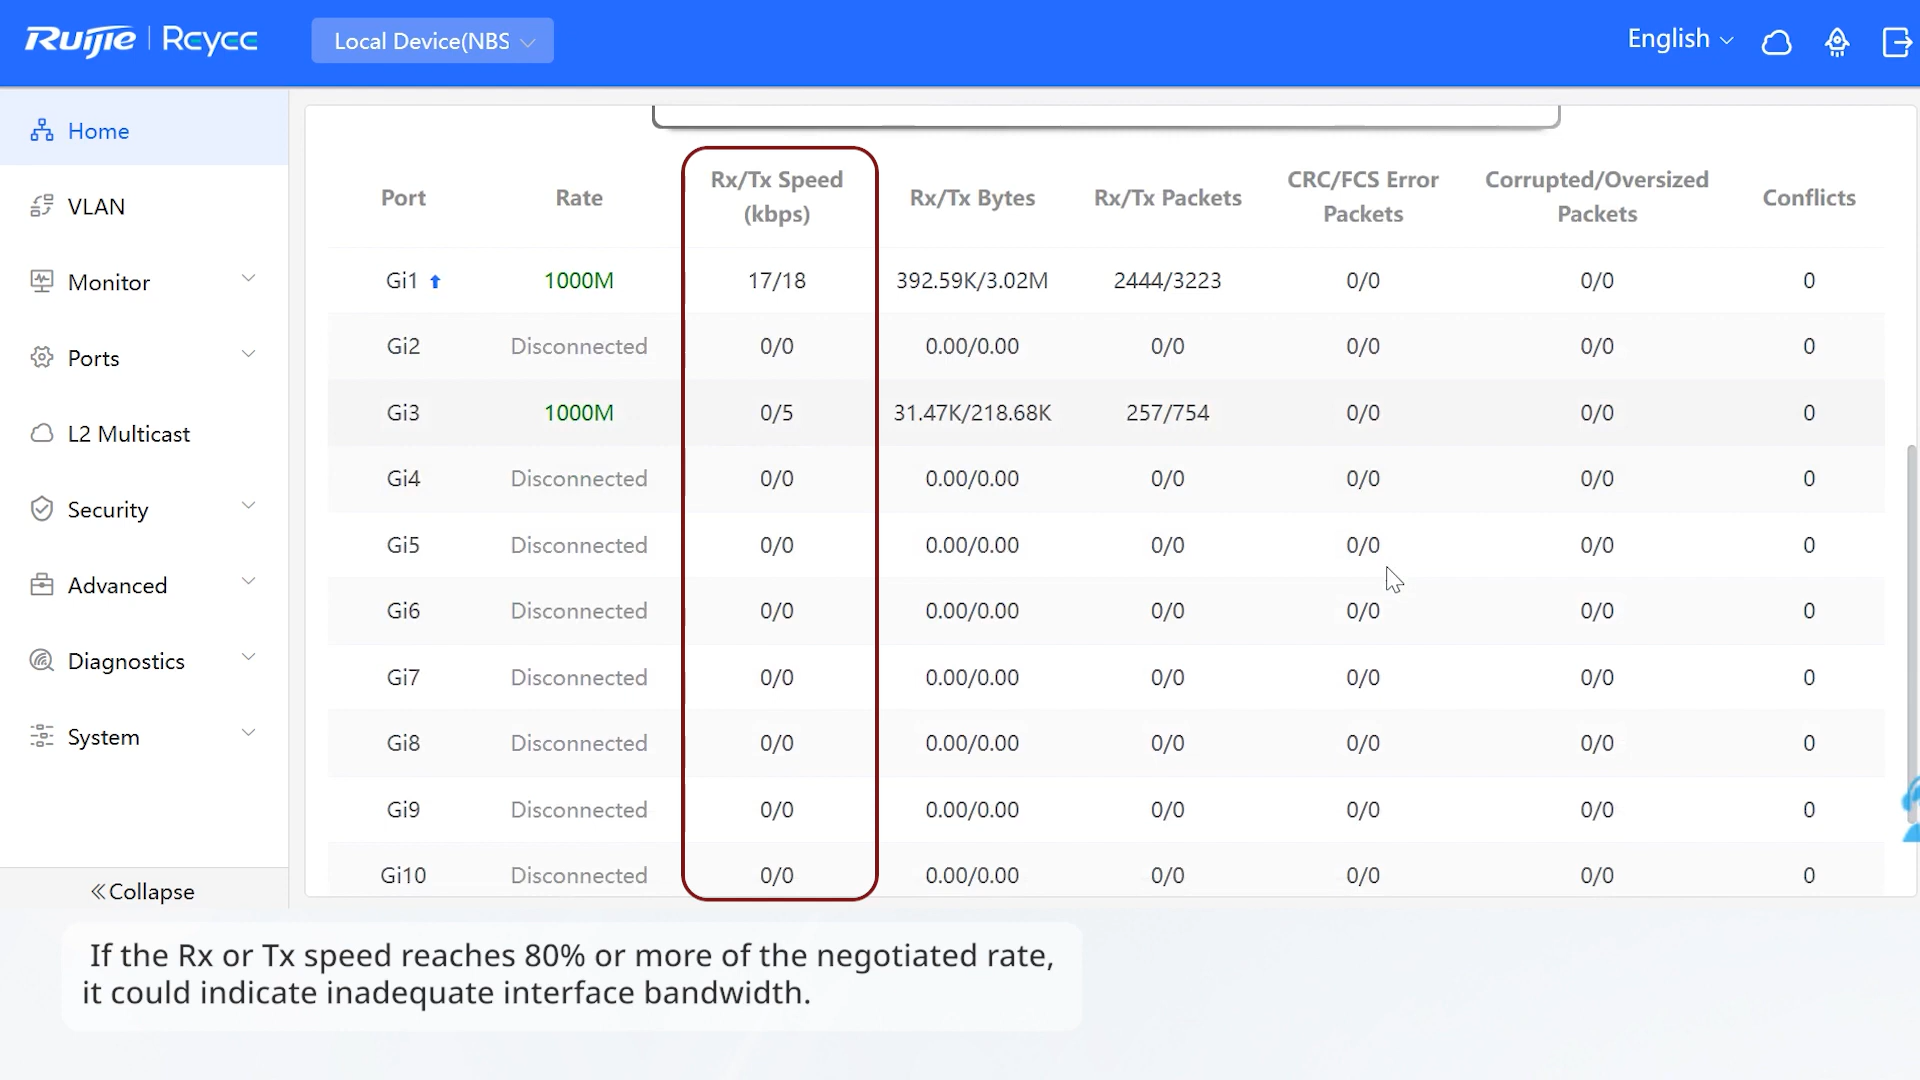 Ruijie | Reyee
Local Device(NBS
English
Home
VLAN
Monitor
Ports
L2 Multicast
Security
Advanced
Diagnostics
System
Collapse
Port Rate Rx/Tx Speed (kbps) Rx/Tx Bytes Rx/Tx Packets CRC/FCS Error Packets Corrupted/Oversized Packets Conflicts
Gi1 1000M 17/18 392.59K/3.02M 2444/3223 0/0 0/0 0
Gi2 Disconnected 0/0 0.00/0.00 0/0 0/0 0/0 0
Gi3 1000M 0/5 31.47K/218.68K 257/754 0/0 0/0 0
Gi4 Disconnected 0/0 0.00/0.00 0/0 0/0 0/0 0
Gi5 Disconnected 0/0 0.00/0.00 0/0 0/0 0/0 0
Gi6 Disconnected 0/0 0.00/0.00 0/0 0/0 0/0 0
Gi7 Disconnected 0/0 0.00/0.00 0/0 0/0 0/0 0
Gi8 Disconnected 0/0 0.00/0.00 0/0 0/0 0/0 0
Gi9 Disconnected 0/0 0.00/0.00 0/0 0/0 0/0 0
Gi10 Disconnected 0/0 0.00/0.00 0/0 0/0 0/0 0
If the Rx or Tx speed reaches 80% or more of the negotiated rate,
it could indicate inadequate interface bandwidth.